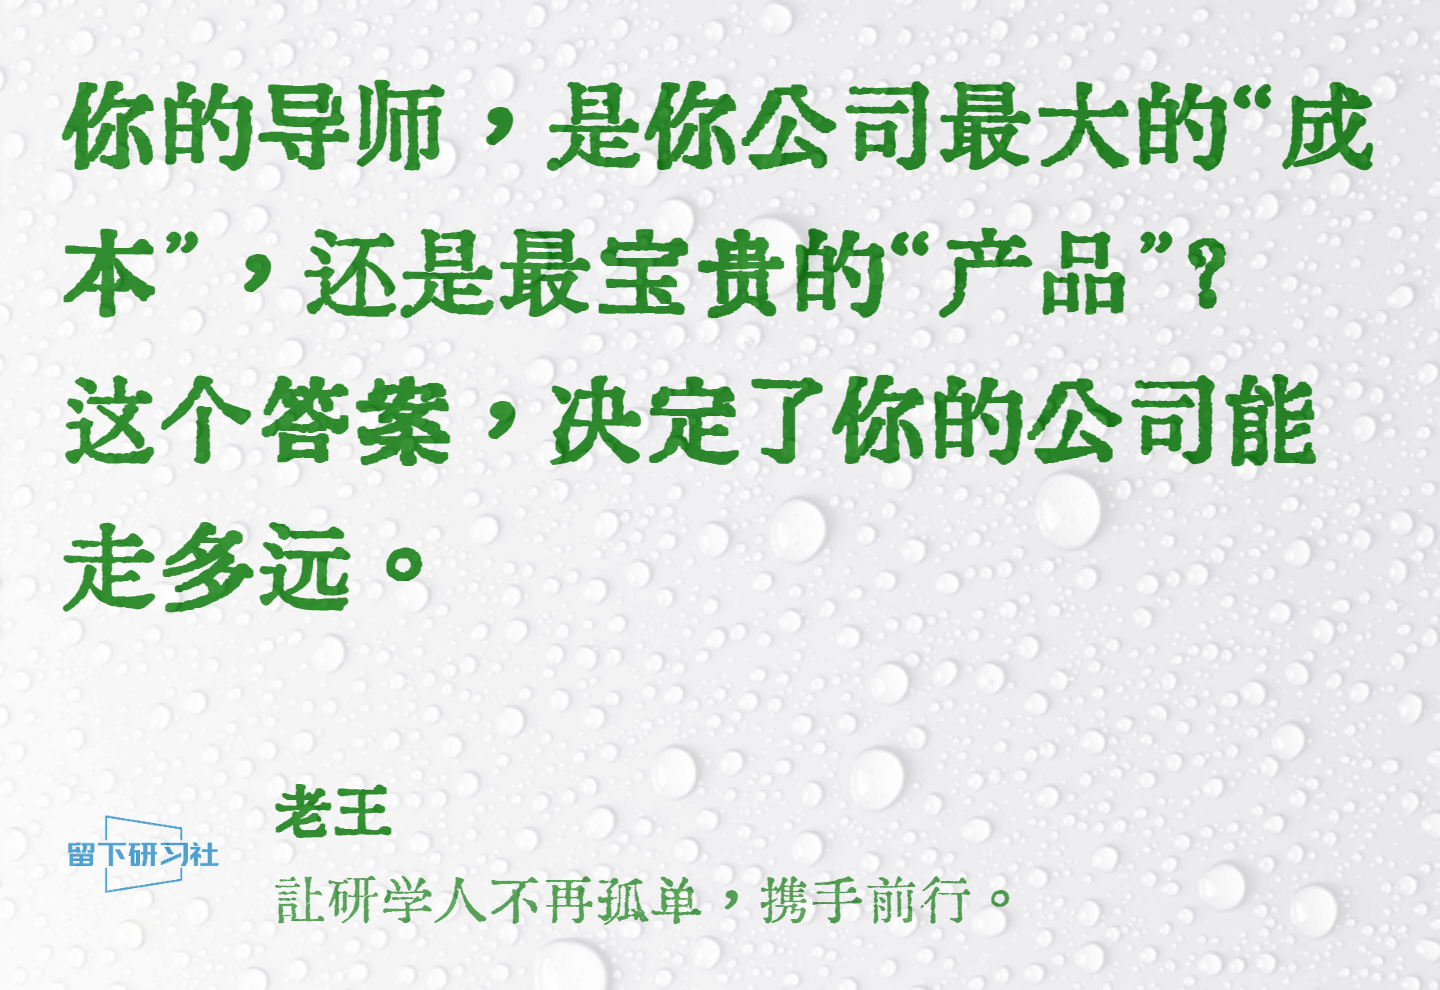 你的导师，是你公司最大的“成
本”，还是最宝贵的“产品”？
这个答案，决定了你的公司能
走多远。
老王
留下研习社
让研学人不再孤单，携手前行。